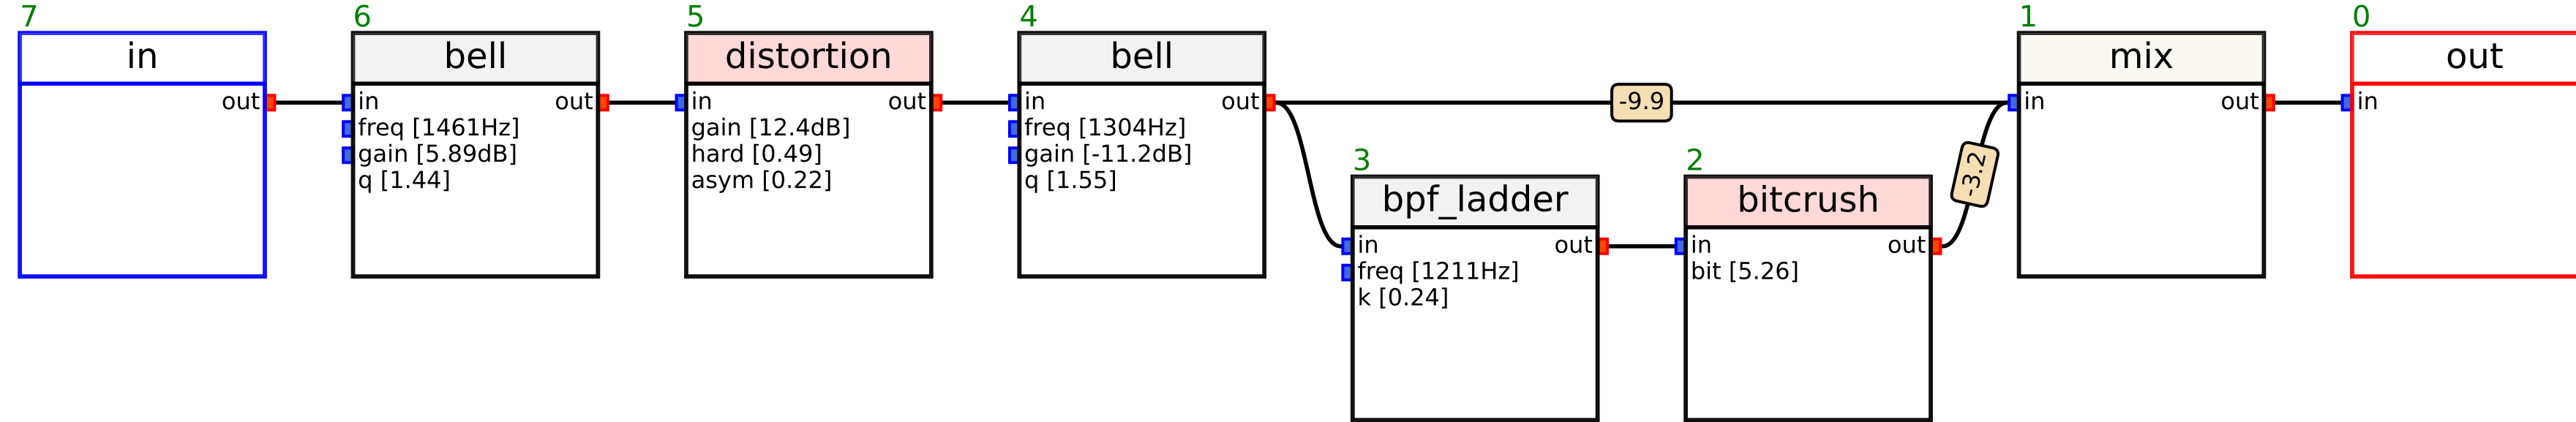 7
in
out
6
bell
in out
freq [1461Hz]
gain [5.89dB]
q [1.44]
5
distortion
in out
gain [12.4dB]
hard [0.49]
asym [0.22]
4
bell
in out
freq [1304Hz]
gain [-11.2dB]
q [1.55]
-9.9
3
bpf_ladder
in out
freq [1211Hz]
k [0.24]
2
bitcrush
in out
bit [5.26]
-3.2
1
mix
in out
0
out
in